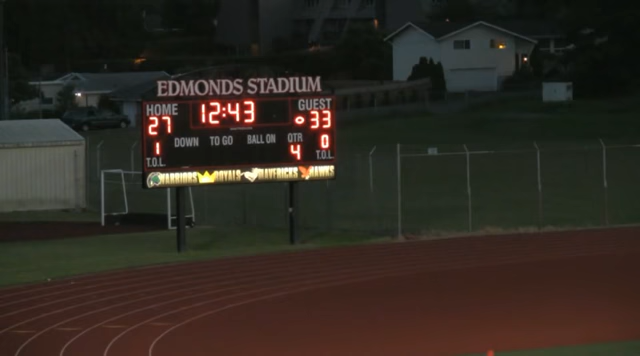 EDMONDS STADIUM
HOME 12:43 GUEST
27 33
DOWN TO GO BALL ON QTR
1 4 0
T.O.L. T.O.L.
WARRIORS ROYALS MAVERICKS HAWKS